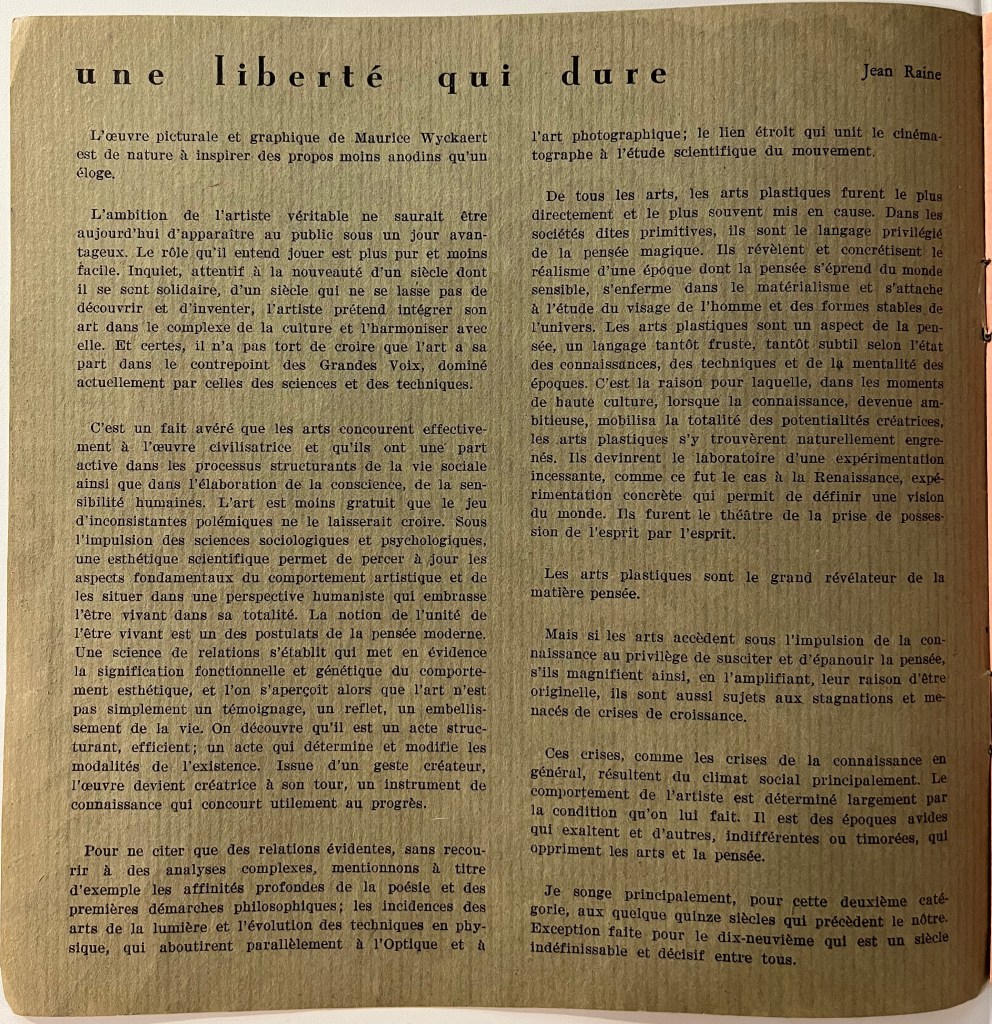 une liberté qui dure
Jean Raine
L'œuvre picturale et graphique de Maurice Wyckaert
est de nature à inspirer des propos moins anodins qu'un
éloge.
L'ambition de l'artiste véritable ne saurait être
aujourd'hui d'apparaître au public sous un jour avan-
tageux. Le rôle qu'il entend jouer est plus pur et moins
facile. Inquiet, attentif à la nouveauté d'un siècle dont
il se sent solidaire, d'un siècle qui ne se lasse pas de
découvrir et d'inventer, l'artiste prétend intégrer son
art dans le complexe de la culture et l'harmoniser avec
elle. Et certes, il n'a pas tort de croire que l'art a sa
part dans le contrepoint des Grandes Voix, dominé
actuellement par celles des sciences et des techniques.
C'est un fait avéré que les arts concourent effective-
ment à l'œuvre civilisatrice et qu'ils ont une part
active dans les processus structurants de la vie sociale
ainsi que dans l'élaboration de la conscience, de la sen-
sibilité humaines. L'art est moins gratuit que le jeu
d'inconsistantes polémiques ne le laisserait croire. Sous
l'impulsion des sciences sociologiques et psychologiques,
une esthétique scientifique permet de percer à jour les
aspects fondamentaux du comportement artistique et de
les situer dans une perspective humaniste qui embrasse
l'être vivant dans sa totalité. La notion de l'unité de
l'être vivant est un des postulats de la pensée moderne.
Une science de relations s'établit qui met en évidence
la signification fonctionnelle et génétique du comporte-
ment esthétique, et l'on s'aperçoit alors que l'art n'est
pas simplement un témoignage, un reflet, un embellis-
sement de la vie. On découvre qu'il est un acte struc-
turant, efficient; un acte qui détermine et modifie les
modalités de l'existence. Issue d'un geste créateur,
l'œuvre devient créatrice à son tour, un instrument de
connaissance qui concourt utilement au progrès.
Pour ne citer que des relations évidentes, sans recou-
rir à des analyses complexes, mentionnons à titre
d'exemple les affinités profondes de la poésie et des
premières démarches philosophiques; les incidences des
arts de la lumière et l'évolution des techniques en phy-
sique, qui aboutirent parallèlement à l'Optique et à
l'art photographique; le lien étroit qui unit le cinéma-
tographe à l'étude scientifique du mouvement.
De tous les arts, les arts plastiques furent le plus
directement et le plus souvent mis en cause. Dans les
sociétés dites primitives, ils sont le langage privilégié
de la pensée magique. Ils révèlent et concrétisent le
réalisme d'une époque dont la pensée s'éprend du monde
sensible, s'enferme dans le matérialisme et s'attache
à l'étude du visage de l'homme et des formes stables de
l'univers. Les arts plastiques sont un aspect de la pen-
sée, un langage tantôt fruste, tantôt subtil selon l'état
des connaissances, des techniques et de la mentalité des
époques. C'est la raison pour laquelle, dans les moments
de haute culture, lorsque la connaissance, devenue am-
bitieuse, mobilisa la totalité des potentialités créatrices,
les arts plastiques s'y trouvèrent naturellement engre-
nés. Ils devinrent le laboratoire d'une expérimentation
incessante, comme ce fut le cas à la Renaissance, expé-
rimentation concrète qui permit de définir une vision
du monde. Ils furent le théâtre de la prise de posses-
sion de l'esprit par l'esprit.
Les arts plastiques sont le grand révélateur de la
matière pensée.
Mais si les arts accèdent sous l'impulsion de la con-
naissance au privilège de susciter et d'épanouir la pensée,
s'ils magnifient ainsi, en l'amplifiant, leur raison d'être
originelle, ils sont aussi sujets aux stagnations et me-
nacés de crises de croissance.
Ces crises, comme les crises de la connaissance en
général, résultent du climat social principalement. Le
comportement de l'artiste est déterminé largement par
la condition qu'on lui fait. Il est des époques avides
qui exaltent et d'autres, indifférentes ou timorées, qui
oppriment les arts et la pensée.
Je songe principalement, pour cette deuxième caté-
gorie, aux quelque quinze siècles qui précèdent le nôtre.
Exception faite pour le dix-neuvième qui est un siècle
indéfinissable et décisif entre tous.